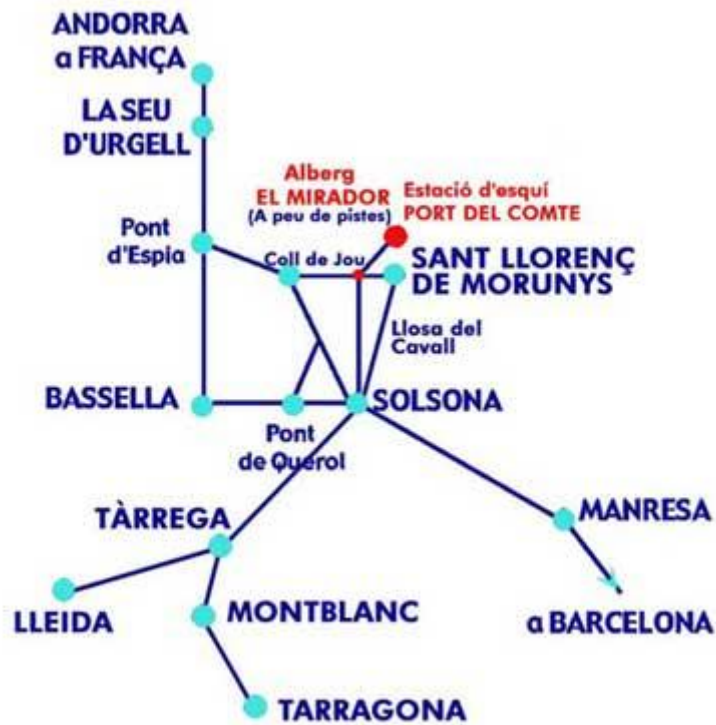 ANDORRA
a FRANÇA
LA SEU
D'URGELL
Alberg
EL MIRADOR
(A peu de pistes)
Estació d'esquí
PORT DEL COMTE
Pont
d'Espia
Coll de Jou
SANT LLORENÇ
DE MORUNYS
Llosa del
Cavall
BASSELLA
SOLSONA
Pont
de Querol
TÀRREGA
MANRESA
LLEIDA
MONTBLANC
a BARCELONA
TARRAGONA